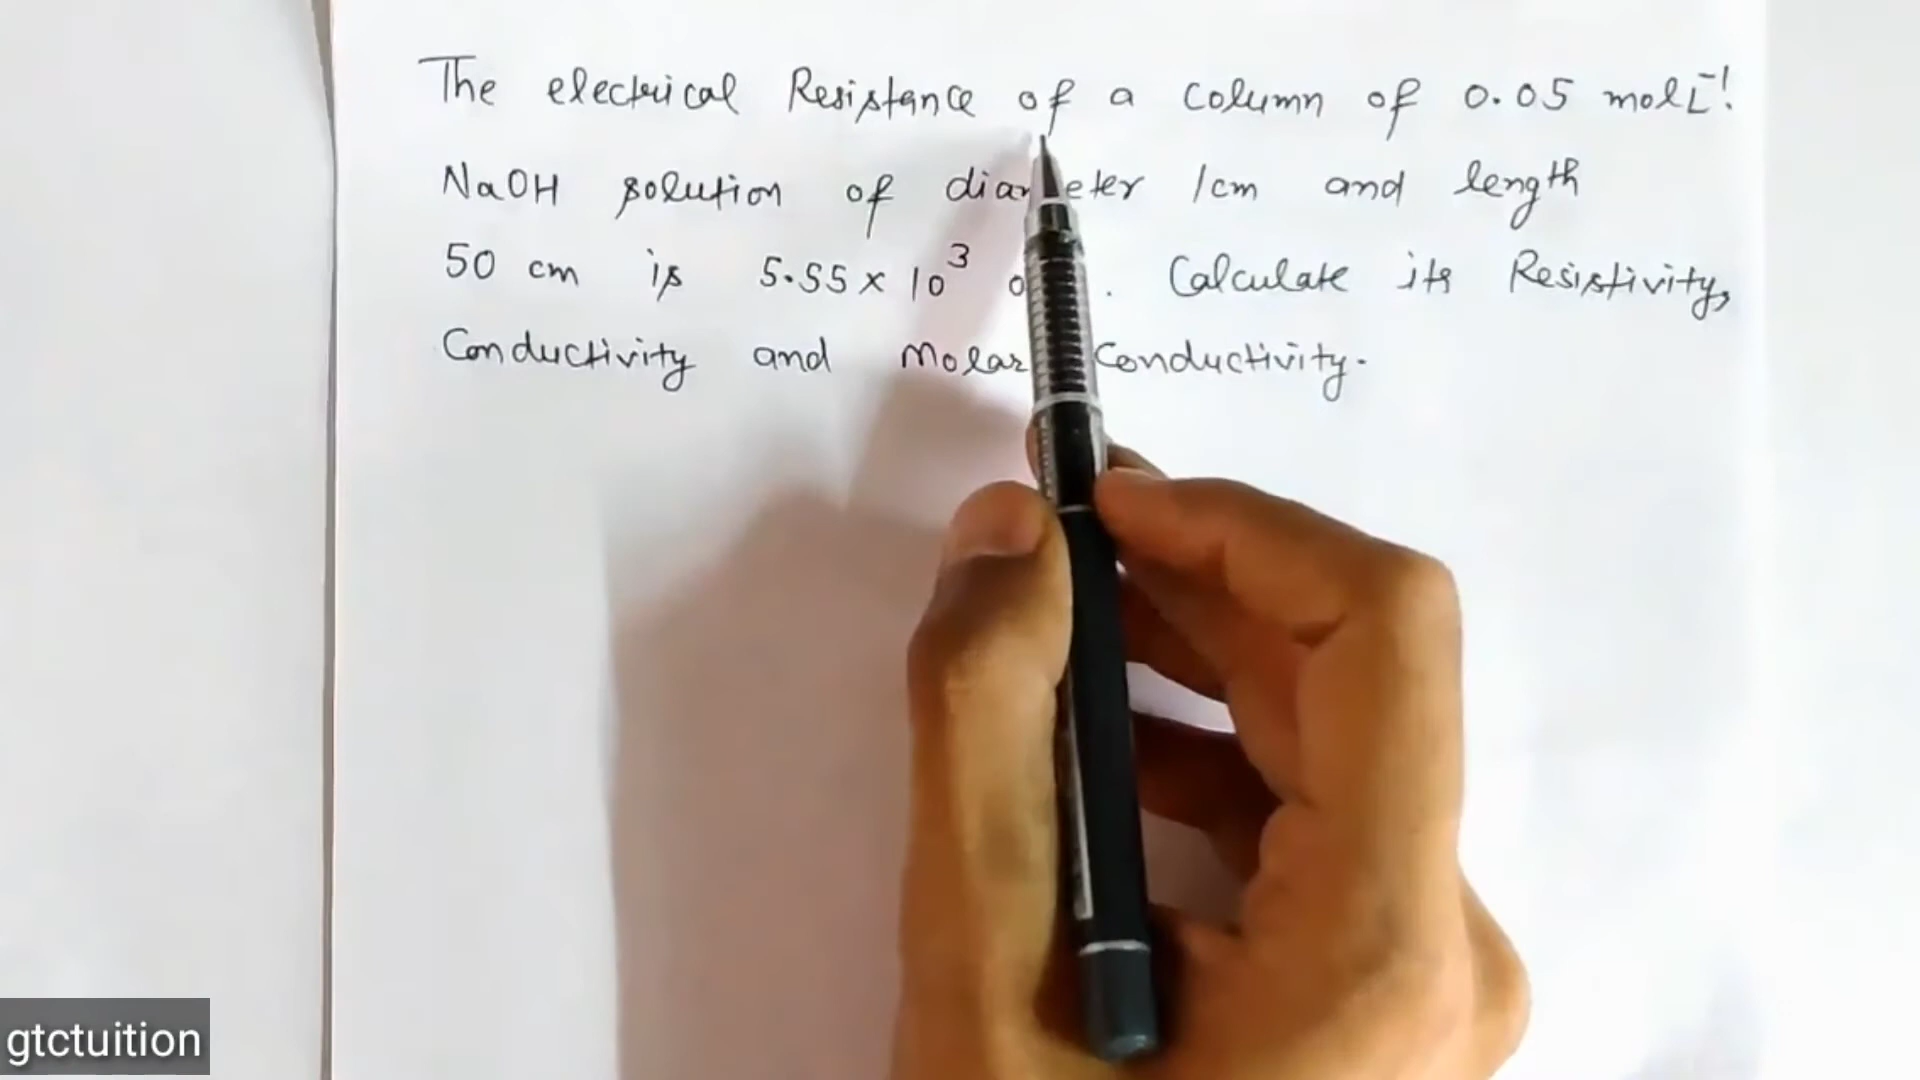 The electrical Resistance of a column of 0.05 mol L⁻¹.
NaOH solution of diameter 1cm and length
50 cm is 5.55 × 10³ . Calculate its Resistivity,
Conductivity and Molar Conductivity.
gtctuition